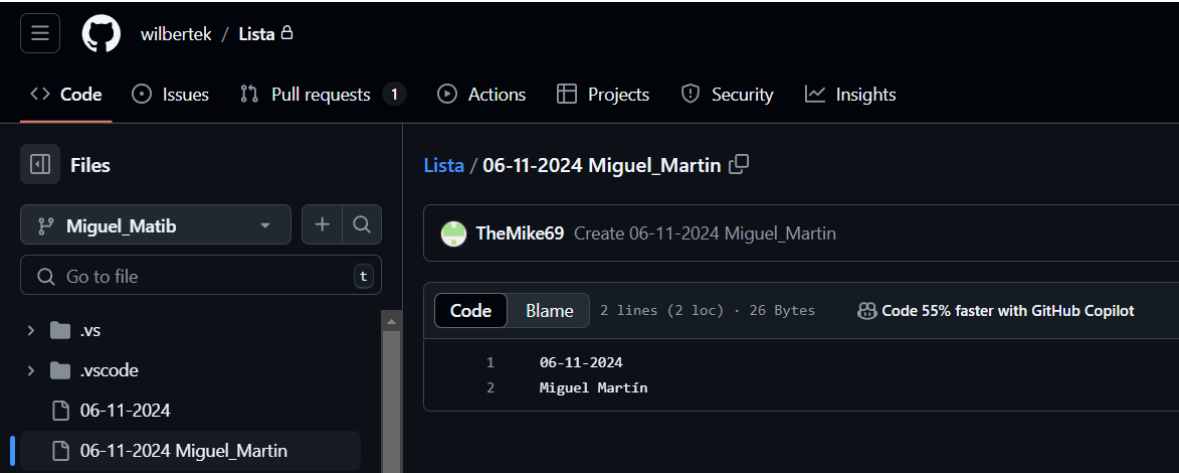 wilbertek / Lista
Code Issues Pull requests 1 Actions Projects Security Insights
Files
Miguel_Matib
Go to file t
.vs
.vscode
06-11-2024
06-11-2024 Miguel_Martin
Lista / 06-11-2024 Miguel_Martin
TheMike69 Create 06-11-2024 Miguel_Martin
Code Blame 2 lines (2 loc) · 26 Bytes Code 55% faster with GitHub Copilot
1 06-11-2024
2 Miguel Martín